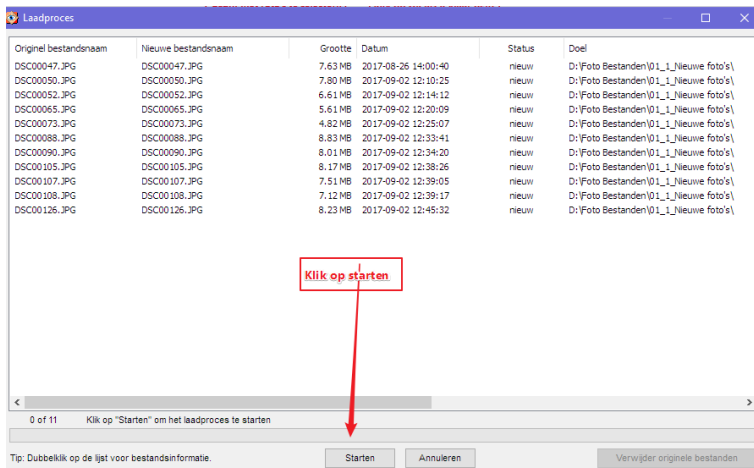 Laadproces
Originel bestandsnaam Nieuwe bestandsnaam Grootte Datum Status Doel
DSC00047.JPG DSC00047.JPG 7.63 MB 2017-08-26 14:00:40 nieuw D:\Foto Bestanden\01_1_Nieuwe foto's\
DSC00050.JPG DSC00050.JPG 7.80 MB 2017-09-02 12:10:25 nieuw D:\Foto Bestanden\01_1_Nieuwe foto's\
DSC00052.JPG DSC00052.JPG 6.61 MB 2017-09-02 12:14:12 nieuw D:\Foto Bestanden\01_1_Nieuwe foto's\
DSC00065.JPG DSC00065.JPG 5.61 MB 2017-09-02 12:20:09 nieuw D:\Foto Bestanden\01_1_Nieuwe foto's\
DSC00073.JPG DSC00073.JPG 4.82 MB 2017-09-02 12:25:07 nieuw D:\Foto Bestanden\01_1_Nieuwe foto's\
DSC00088.JPG DSC00088.JPG 8.83 MB 2017-09-02 12:33:41 nieuw D:\Foto Bestanden\01_1_Nieuwe foto's\
DSC00090.JPG DSC00090.JPG 8.01 MB 2017-09-02 12:34:20 nieuw D:\Foto Bestanden\01_1_Nieuwe foto's\
DSC00105.JPG DSC00105.JPG 8.17 MB 2017-09-02 12:38:26 nieuw D:\Foto Bestanden\01_1_Nieuwe foto's\
DSC00107.JPG DSC00107.JPG 7.51 MB 2017-09-02 12:39:05 nieuw D:\Foto Bestanden\01_1_Nieuwe foto's\
DSC00108.JPG DSC00108.JPG 7.12 MB 2017-09-02 12:39:17 nieuw D:\Foto Bestanden\01_1_Nieuwe foto's\
DSC00126.JPG DSC00126.JPG 8.23 MB 2017-09-02 12:45:32 nieuw D:\Foto Bestanden\01_1_Nieuwe foto's\
Klik op starten
0 of 11 Klik op "Starten" om het laadproces te starten
Tip: Dubbelklik op de lijst voor bestandsinformatie. Starten Annuleren Verwijder originele bestanden